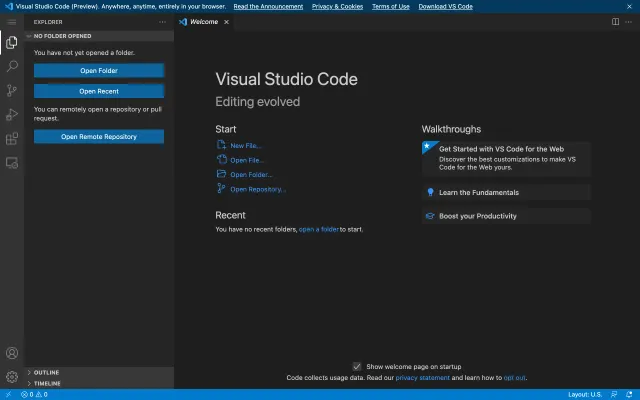 Visual Studio Code (Preview). Anywhere, anytime, entirely in your browser. Read the Announcement Privacy & Cookies Terms of Use Download VS Code
EXPLORER
Welcome
NO FOLDER OPENED
You have not yet opened a folder.
Open Folder
Open Recent
You can remotely open a repository or pull
request.
Open Remote Repository
Visual Studio Code
Editing evolved
Start
New File...
Open File...
Open Folder...
Open Repository...
Recent
You have no recent folders, open a folder to start.
Walkthroughs
Get Started with VS Code for the Web
Discover the best customizations to make VS
Code for the Web yours.
Learn the Fundamentals
Boost your Productivity
Show welcome page on startup
Code collects usage data. Read our privacy statement and learn how to opt out.
OUTLINE
TIMELINE
0 0
Layout: U.S.